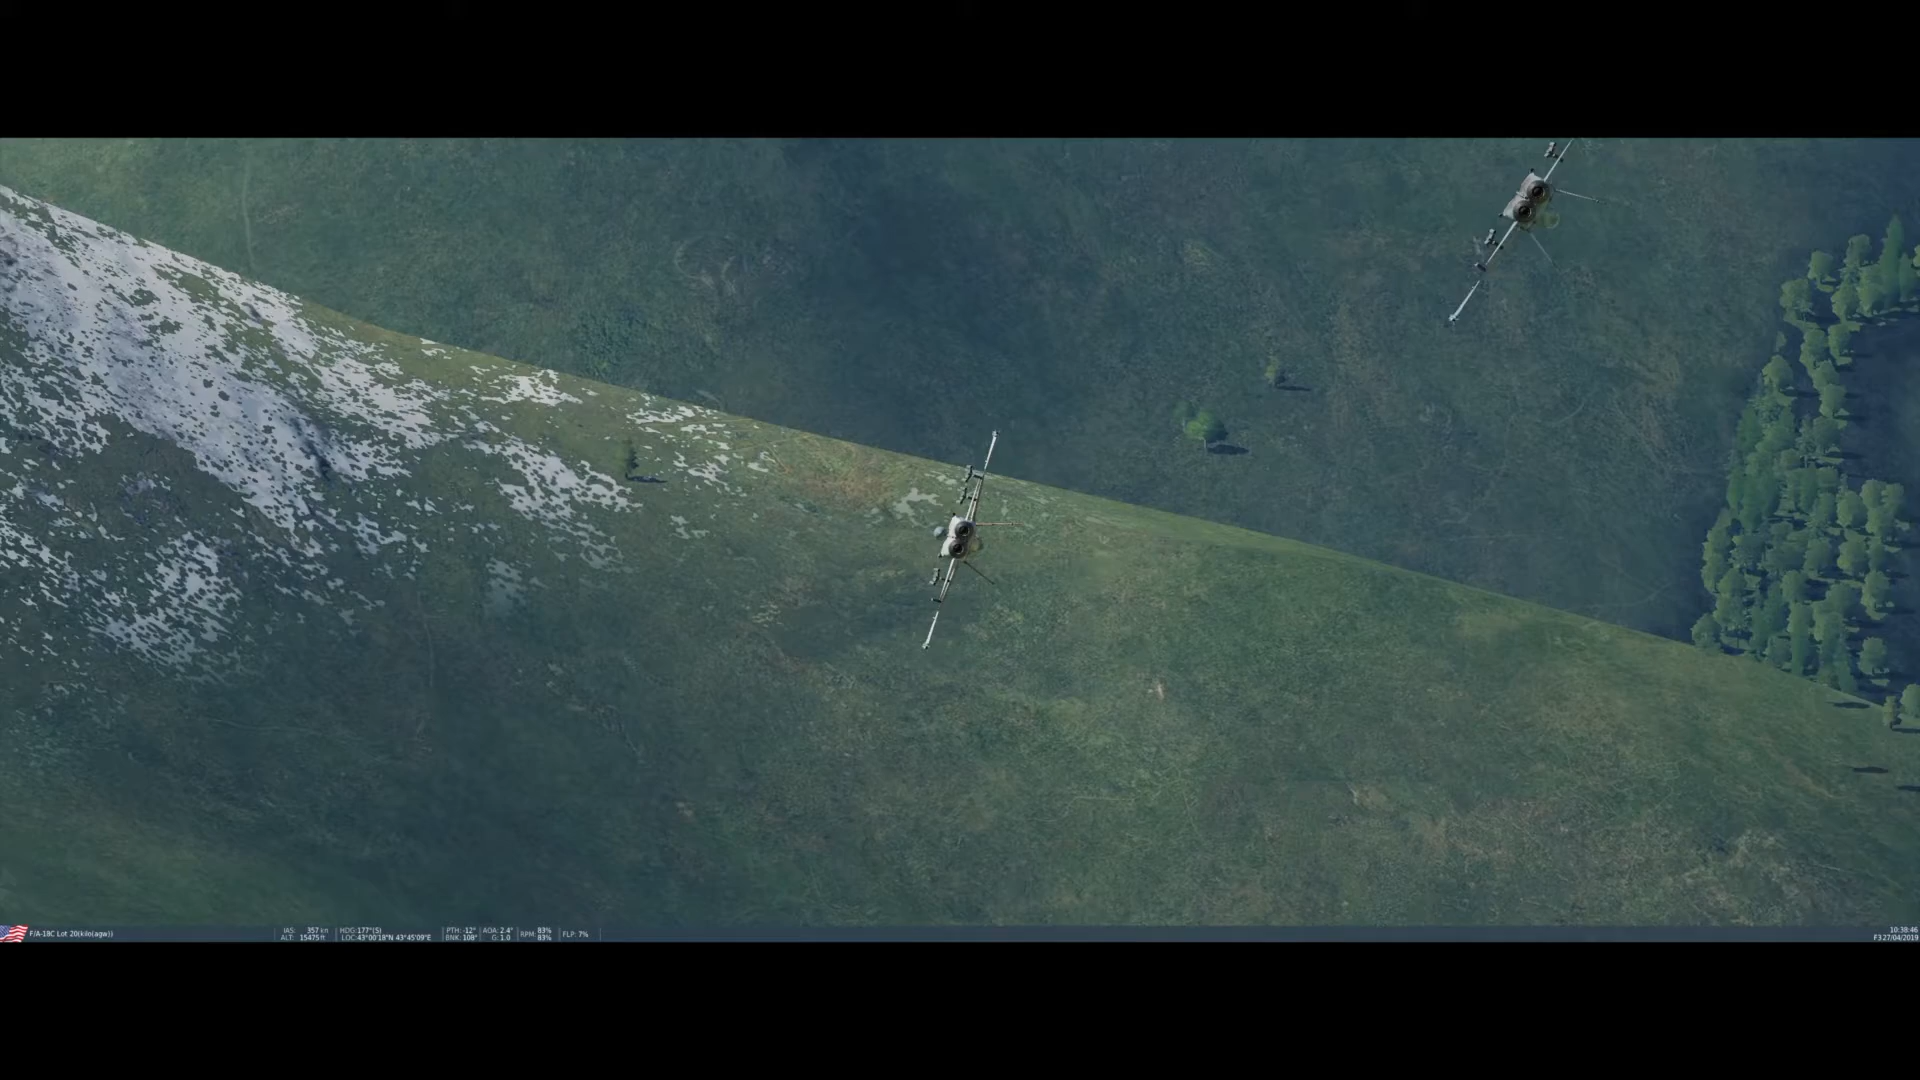 F/A-18C Lot 20(kilo(agw))
IAS: 357 kn
ALT: 15475 ft
HDG:177°(S)
LOC:43°00'18"N 43°45'09"E
PTH: -12°
BNK: 108°
AOA: 2.4°
G: 1.0
RPM: 83%
83%
FLP: 7%
10:38:46
F3 27/04/2019